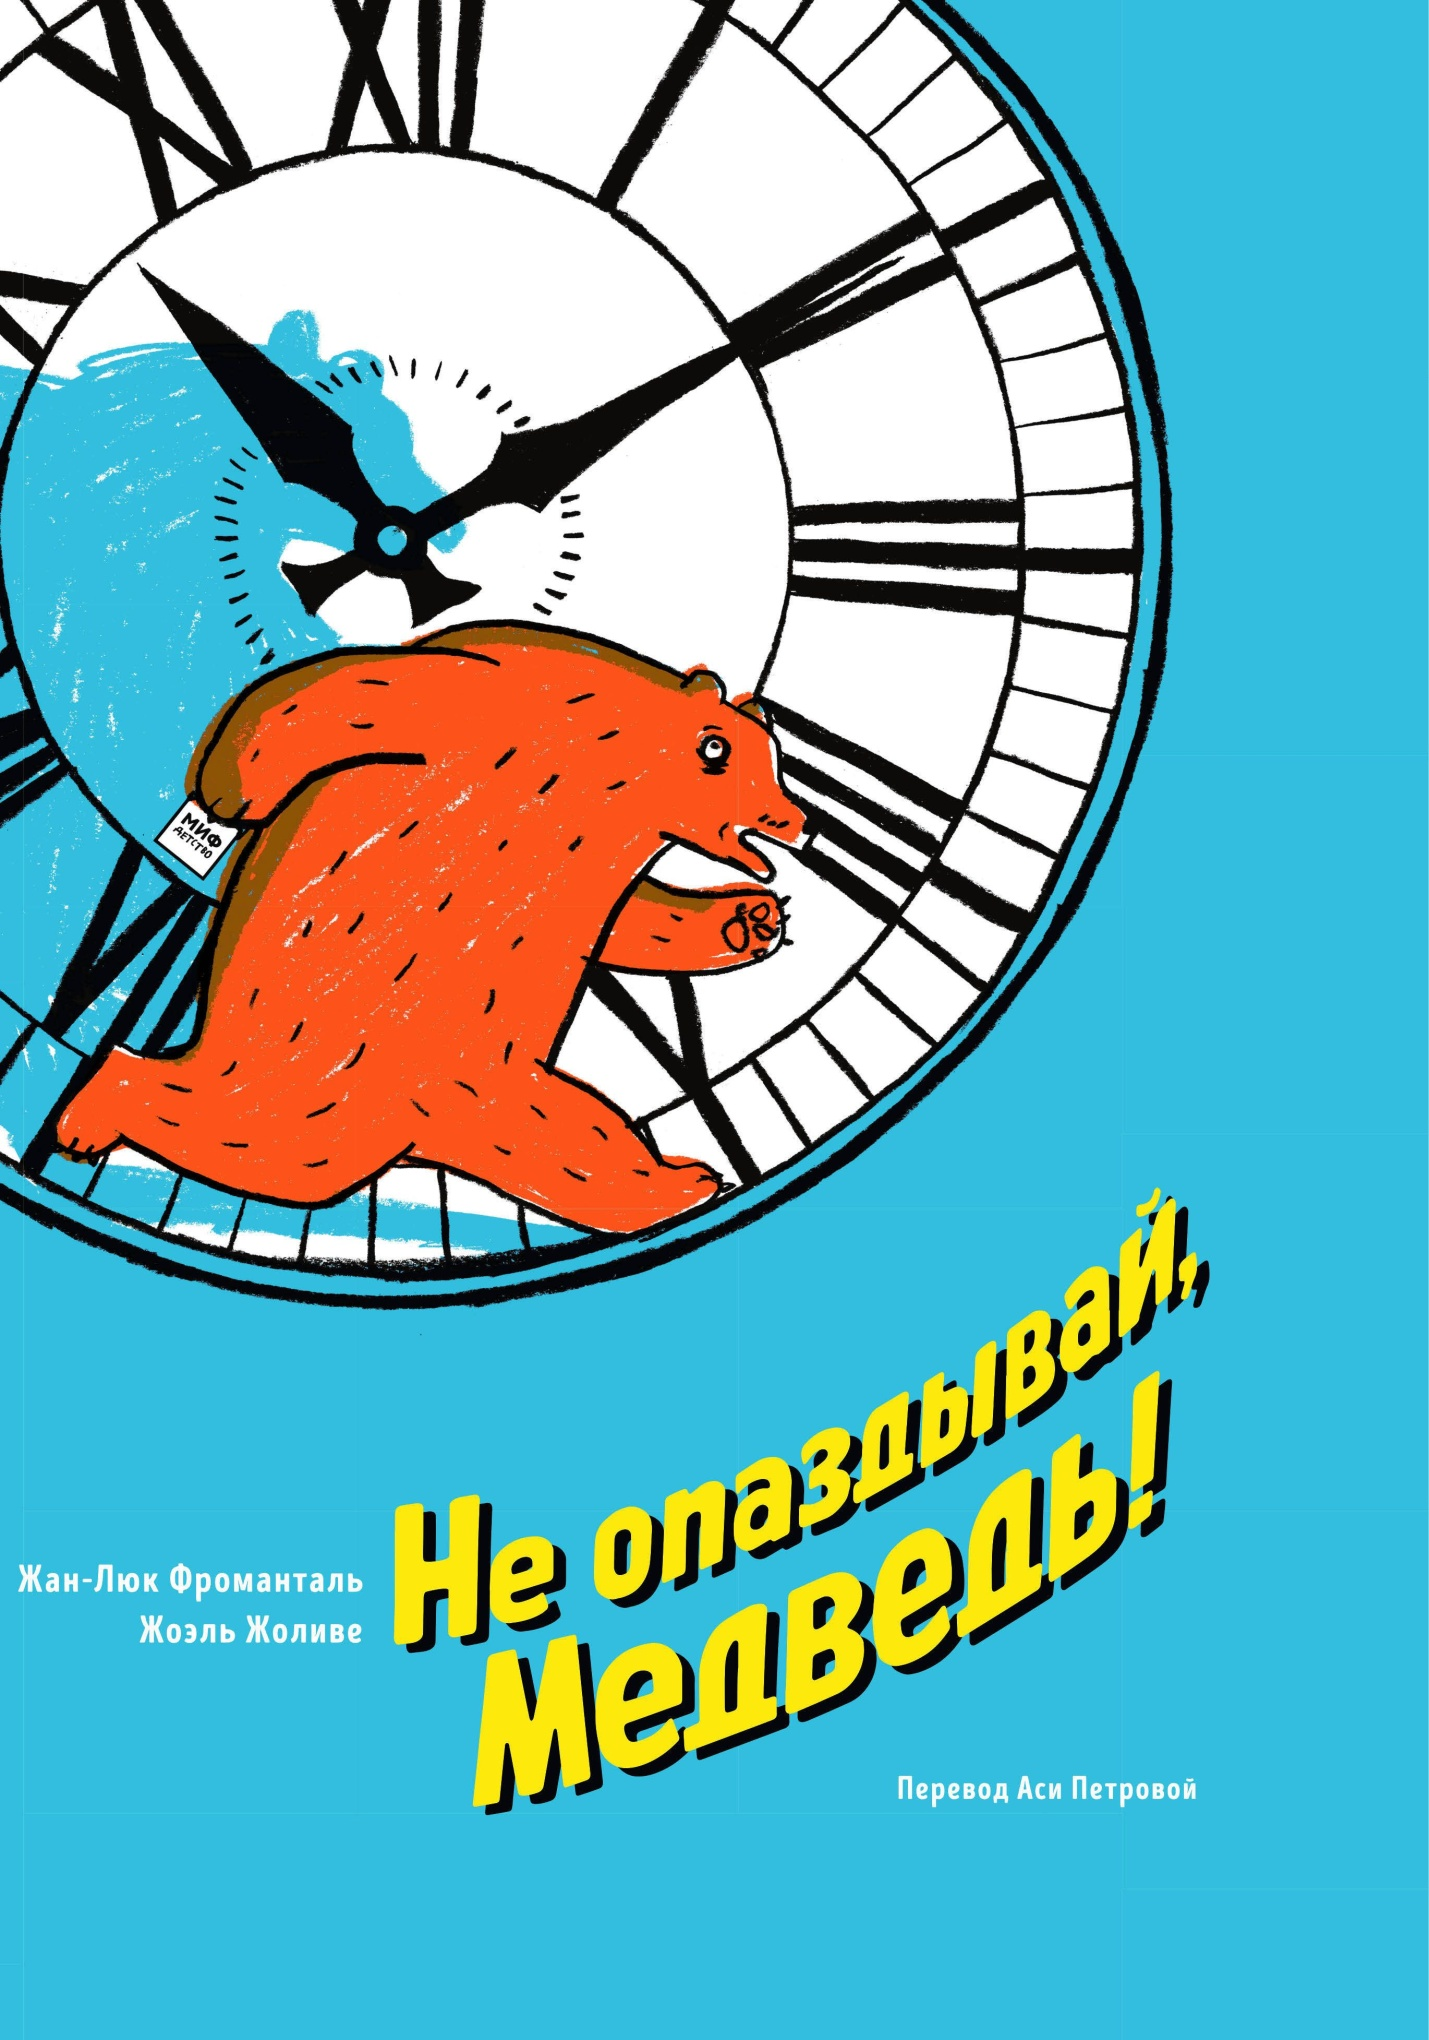 МИФ
ДЕТСТВО
Не опаздывай,
Медведь!
Жан-Люк Фроманталь
Жоэль Жоливе
Перевод Аси Петровой